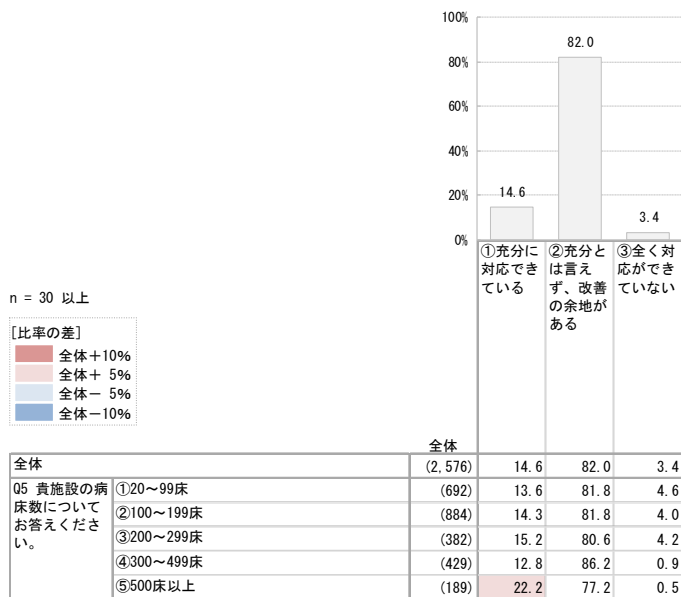 100%
80%
60%
40%
20%
0%
14.6
82.0
3.4
①充分に
対応でき
ている
②充分と
は言え
ず、改善
の余地が
ある
③全く対
応ができ
ていない
n = 30 以上
[比率の差]
全体＋10%
全体＋ 5%
全体－ 5%
全体－10%
全体
全体 (2,576) 14.6 82.0 3.4
Q5 貴施設の病
床数について
お答えくださ
い。
①20～99床 (692) 13.6 81.8 4.6
②100～199床 (884) 14.3 81.8 4.0
③200～299床 (382) 15.2 80.6 4.2
④300～499床 (429) 12.8 86.2 0.9
⑤500床以上 (189) 22.2 77.2 0.5